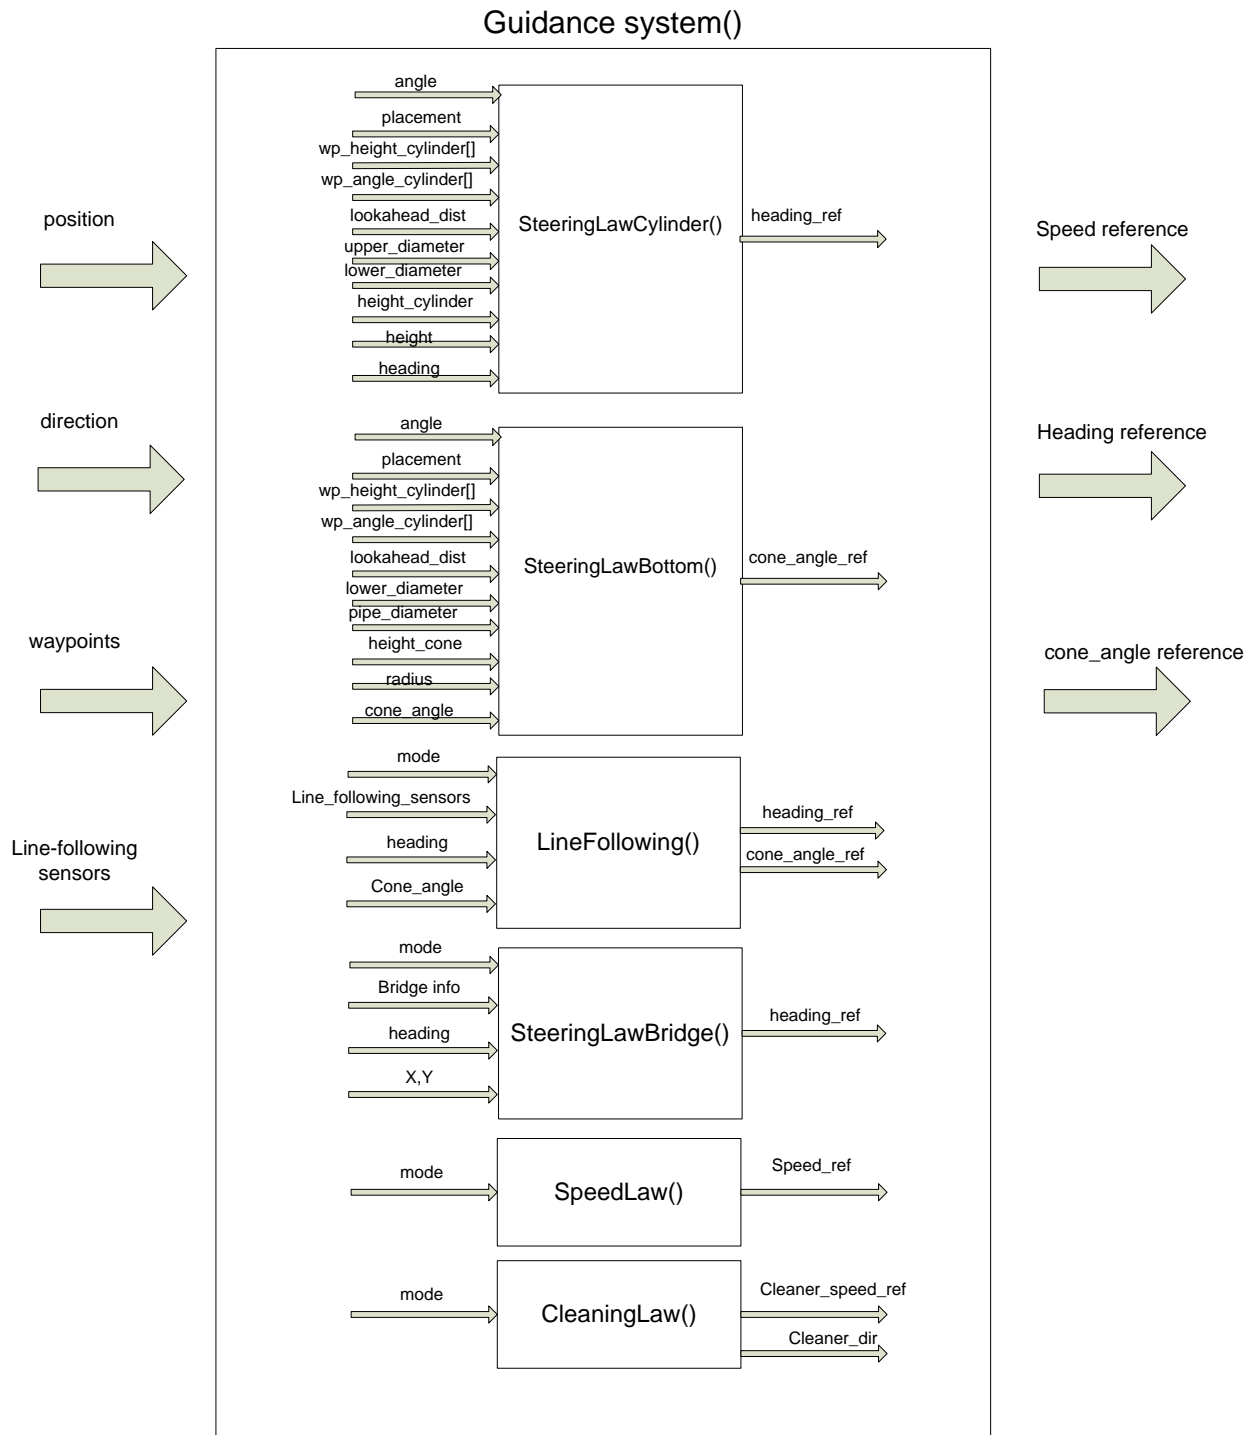 Guidance system()
position
direction
waypoints
Line-following
sensors
angle
placement
wp_height_cylinder[]
wp_angle_cylinder[]
lookahead_dist
upper_diameter
lower_diameter
height_cylinder
height
heading
SteeringLawCylinder()
heading_ref
angle
placement
wp_height_cylinder[]
wp_angle_cylinder[]
lookahead_dist
lower_diameter
pipe_diameter
height_cone
radius
cone_angle
SteeringLawBottom()
cone_angle_ref
mode
Line_following_sensors
heading
Cone_angle
LineFollowing()
heading_ref
cone_angle_ref
mode
Bridge info
heading
X,Y
SteeringLawBridge()
heading_ref
mode
SpeedLaw()
Speed_ref
mode
CleaningLaw()
Cleaner_speed_ref
Cleaner_dir
Speed reference
Heading reference
cone_angle reference